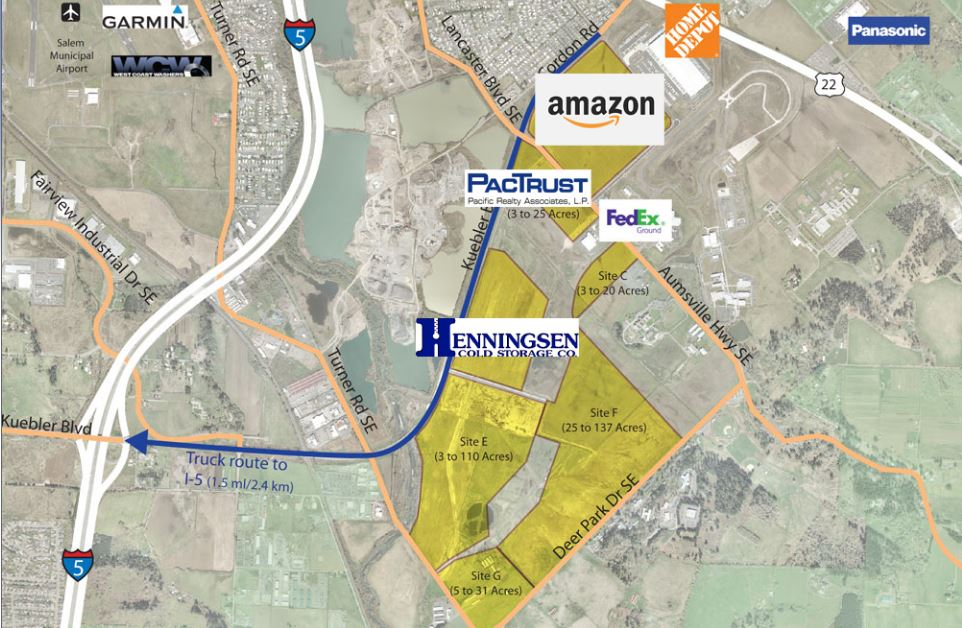 GARMIN
WCW
WEST COAST WASHERS
Salem
Municipal
Airport
Turner Rd SE
5
Lancaster Blvd SE
Cordon Rd
HOME
DEPOT
Panasonic
22
amazon
PACTRUST
Pacific Realty Associates, L.P.
(3 to 25 Acres)
FedEx
Ground
Kuebler
Fairview Industrial Dr SE
Site C
(3 to 20 Acres)
Aumsville Hwy SE
HENNINGSEN
COLD STORAGE CO.
Turner Rd SE
Kuebler Blvd
Site F
(25 to 137 Acres)
Site E
(3 to 110 Acres)
Truck route to
I-5 (1.5 ml/2.4 km)
Deer Park Dr SE
5
Site G
(5 to 31 Acres)